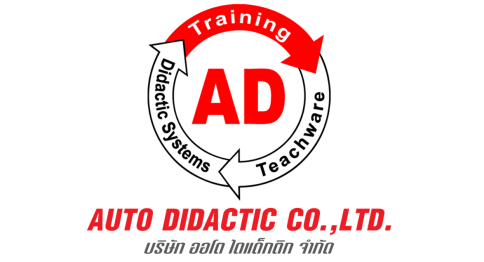 Training
Didactic Systems
Teachware
AD
AUTO DIDACTIC CO.,LTD.
บริษัท ออโต ไดแด็กติก จำกัด